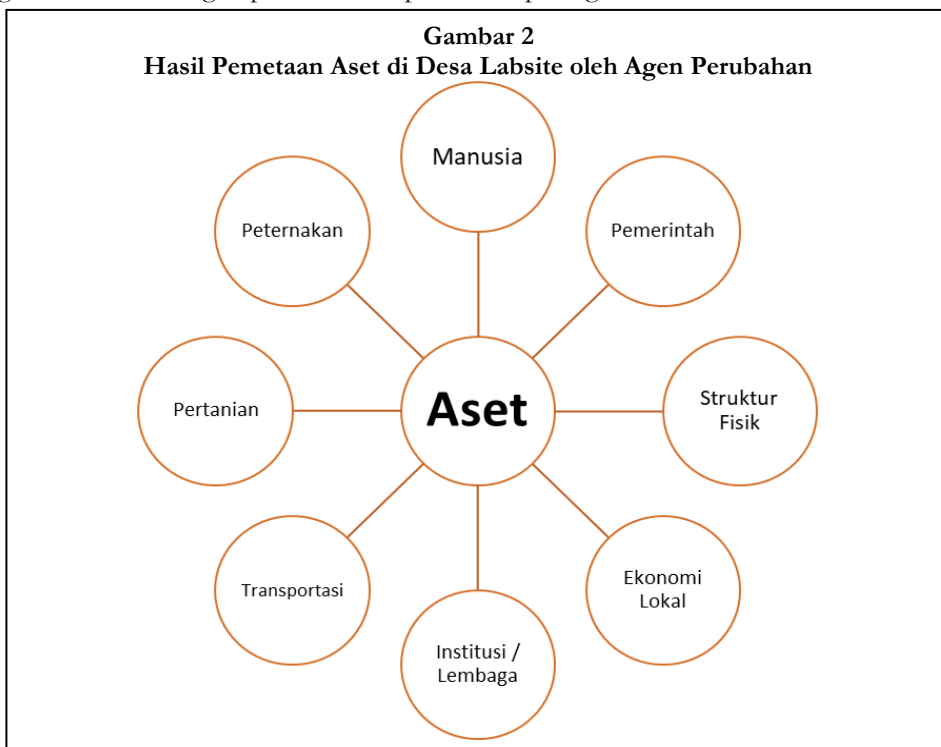 Gambar 2
Hasil Pemetaan Aset di Desa Labsite oleh Agen Perubahan
Manusia
Peternakan
Pemerintah
Pertanian
Aset
Struktur
Fisik
Transportasi
Ekonomi
Lokal
Institusi /
Lembaga